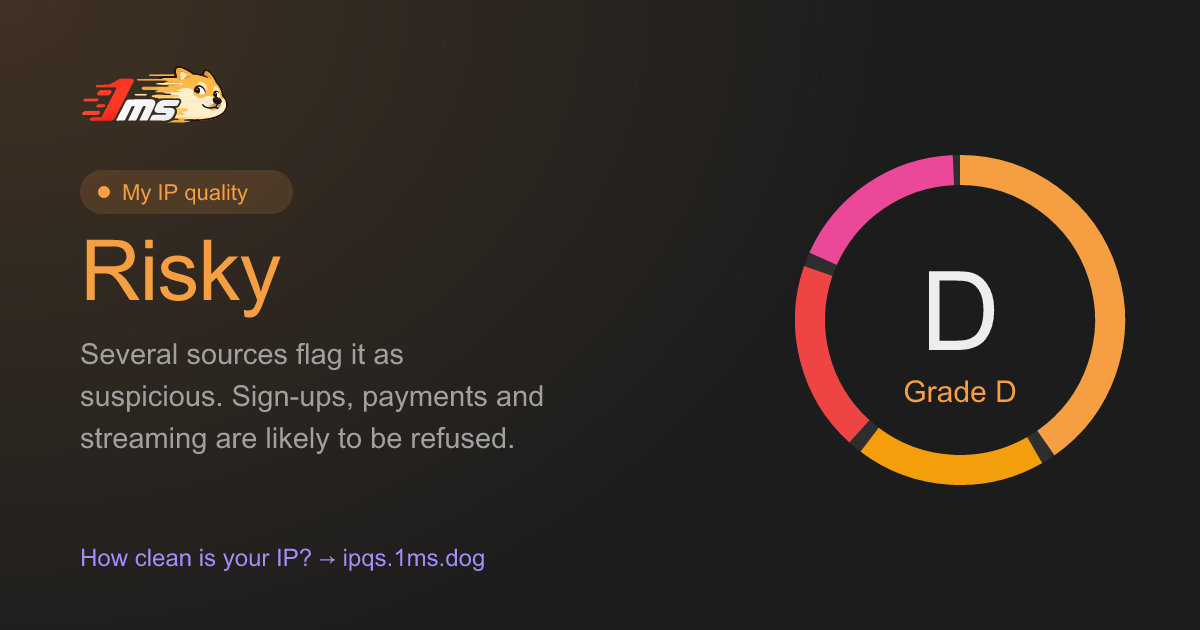 1ms
My IP quality
Risky
Several sources flag it as
suspicious. Sign-ups, payments and
streaming are likely to be refused.
How clean is your IP? → ipqs.1ms.dog
D
Grade D